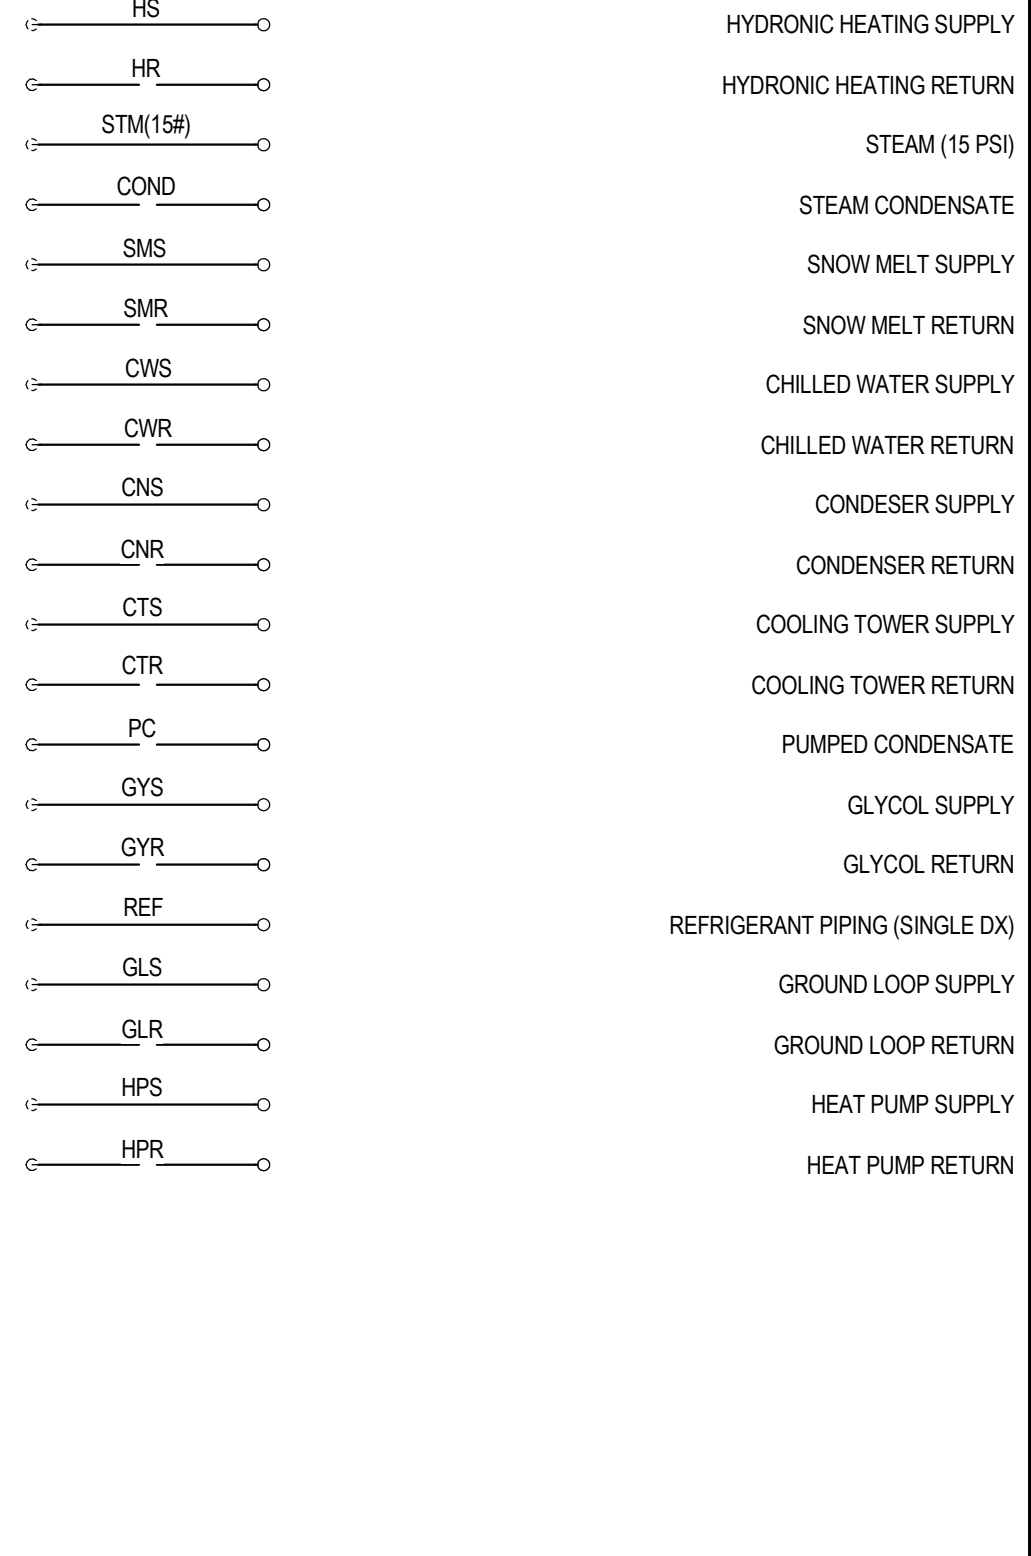 HS HYDRONIC HEATING SUPPLY
HR HYDRONIC HEATING RETURN
STM(15#) STEAM (15 PSI)
COND STEAM CONDENSATE
SMS SNOW MELT SUPPLY
SMR SNOW MELT RETURN
CWS CHILLED WATER SUPPLY
CWR CHILLED WATER RETURN
CNS CONDESER SUPPLY
CNR CONDENSER RETURN
CTS COOLING TOWER SUPPLY
CTR COOLING TOWER RETURN
PC PUMPED CONDENSATE
GYS GLYCOL SUPPLY
GYR GLYCOL RETURN
REF REFRIGERANT PIPING (SINGLE DX)
GLS GROUND LOOP SUPPLY
GLR GROUND LOOP RETURN
HPS HEAT PUMP SUPPLY
HPR HEAT PUMP RETURN